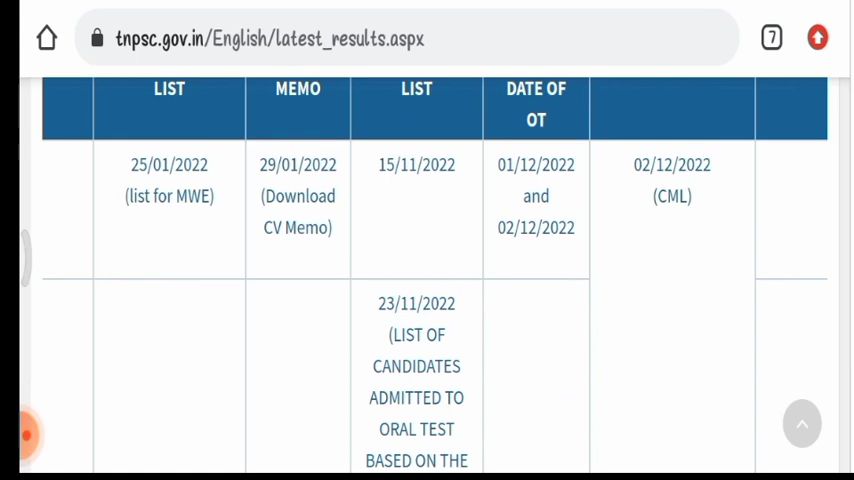 tnpsc.gov.in/English/latest_results.aspx
7
LIST
MEMO
LIST
DATE OF
OT
25/01/2022
(list for MWE)
29/01/2022
(Download
CV Memo)
15/11/2022
01/12/2022
and
02/12/2022
02/12/2022
(CML)
23/11/2022
(LIST OF
CANDIDATES
ADMITTED TO
ORAL TEST
BASED ON THE